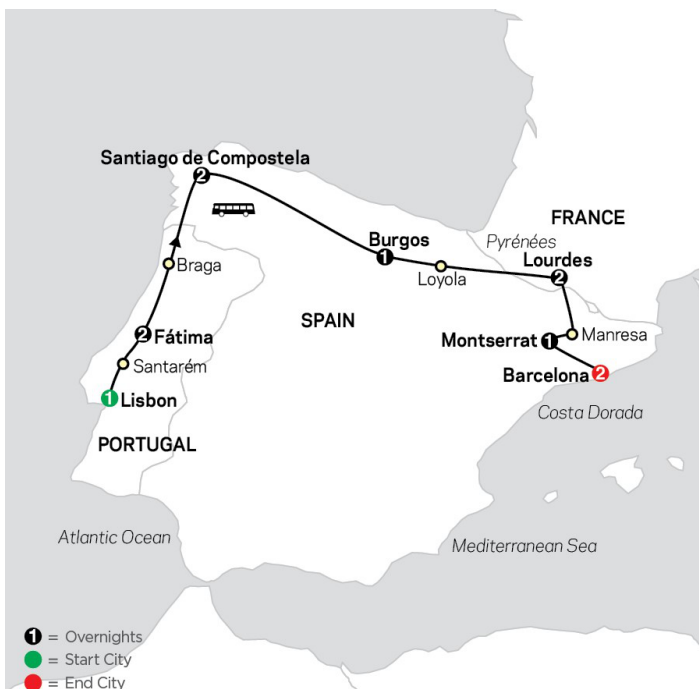 Santiago de Compostela
2
FRANCE
Burgos
1
Pyrénées
Lourdes
2
Braga
Loyola
SPAIN
2
Fátima
Montserrat
1
Manresa
Santarém
Barcelona
2
1
Lisbon
Costa Dorada
PORTUGAL
Atlantic Ocean
Mediterranean Sea
1 = Overnights
= Start City
= End City